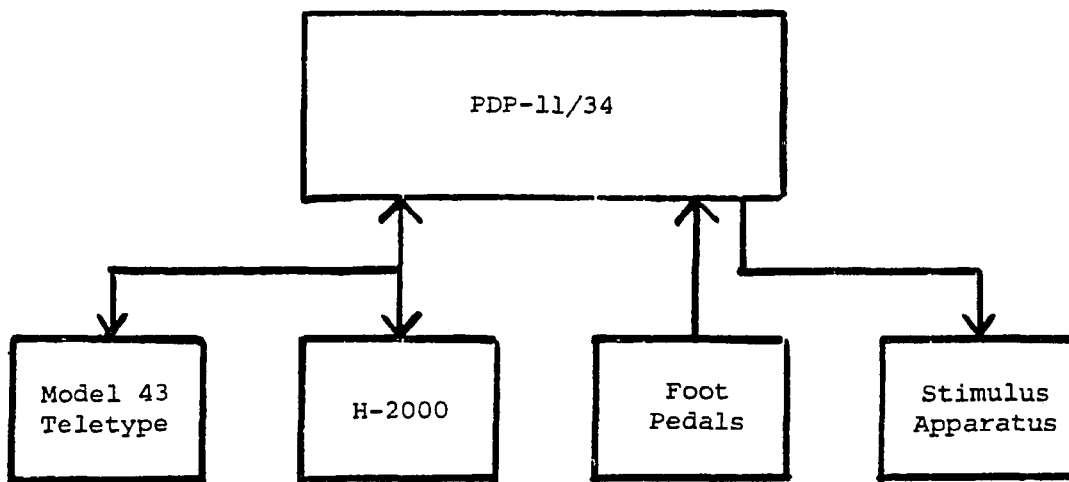 PDP-11/34
Model 43
Teletype
H-2000
Foot
Pedals
Stimulus
Apparatus